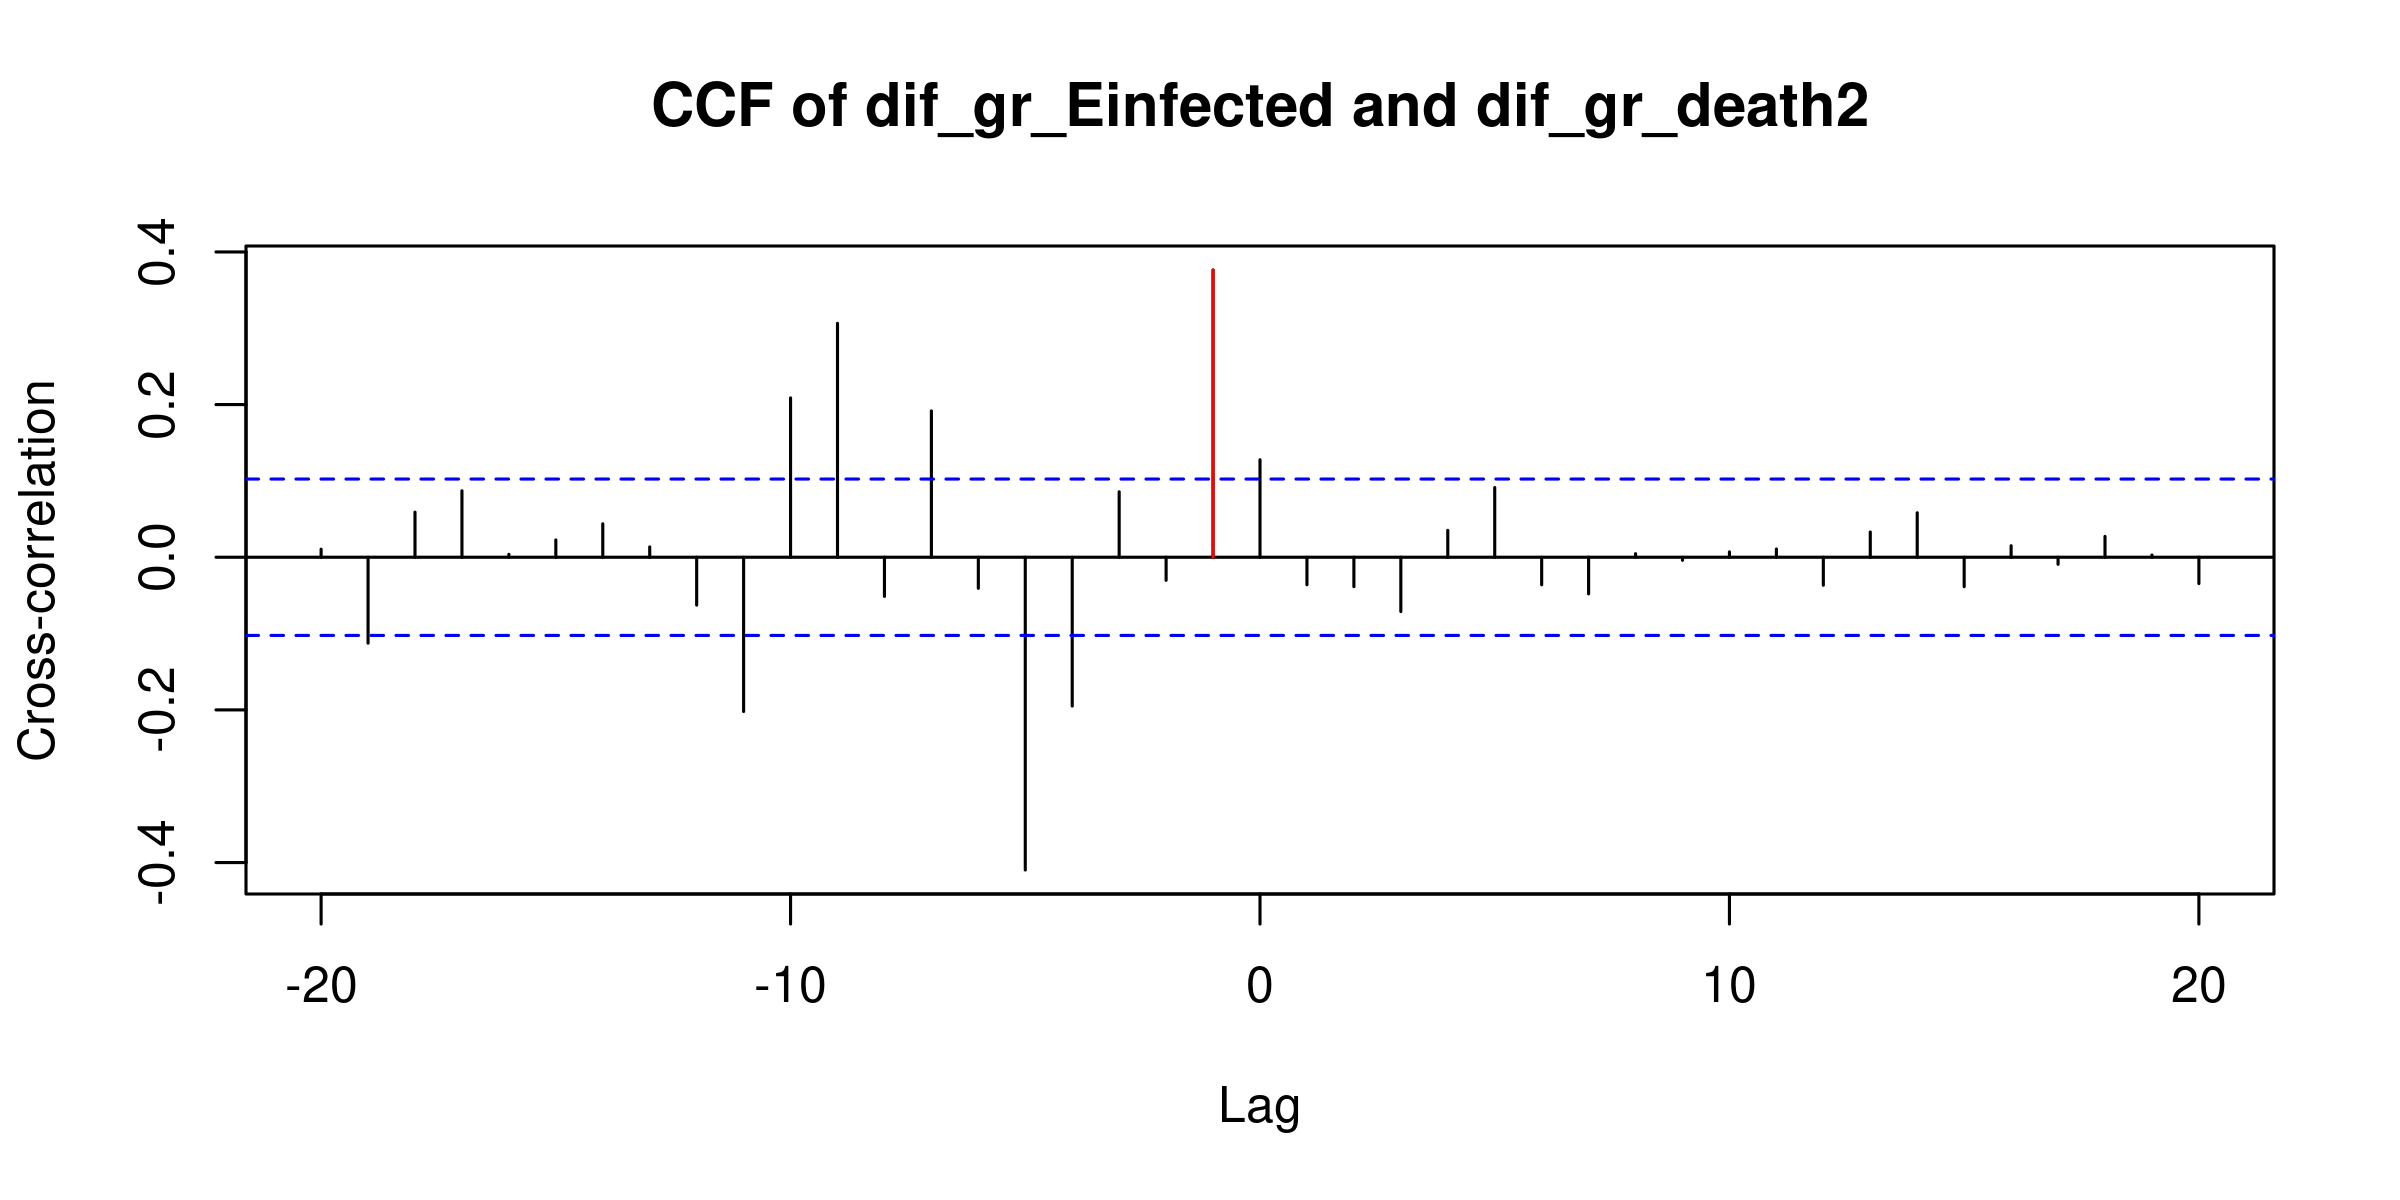 CCF of dif_gr_Einfected and dif_gr_death2
Cross-correlation
0.4
0.2
0.0
-0.2
-0.4
-20 -10 0 10 20
Lag